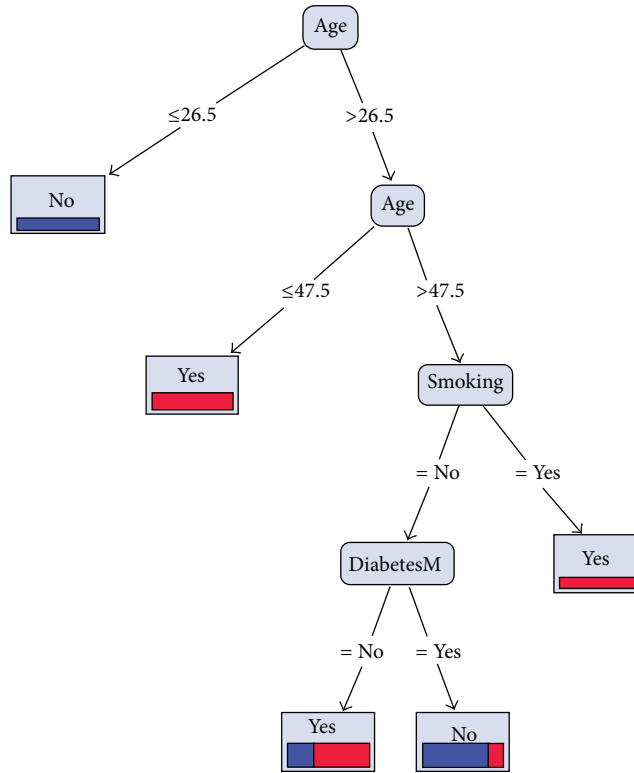 Age
≤26.5
>26.5
No
Age
≤47.5
>47.5
Yes
Smoking
= No
= Yes
DiabetesM
Yes
= No
= Yes
Yes
No